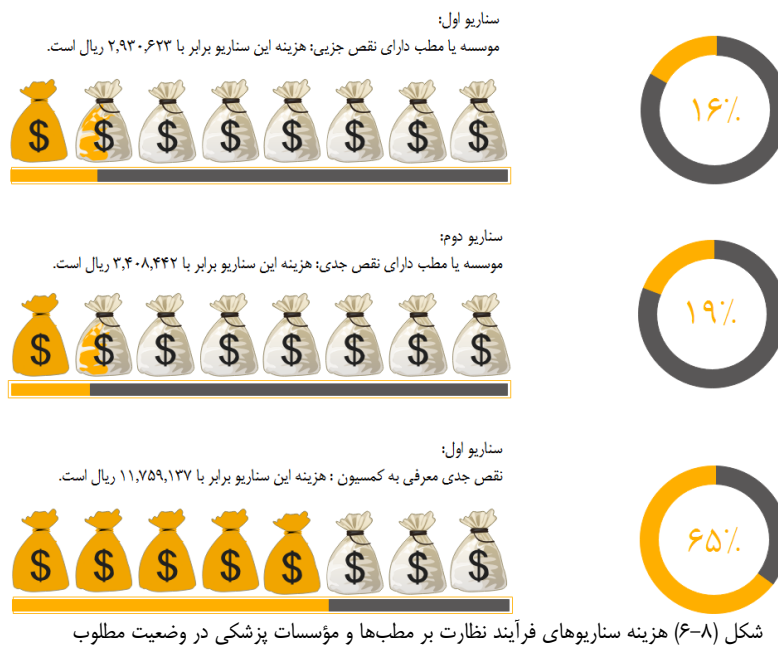 سناریو اول:
موسسه یا مطب دارای نقص جزیی: هزینه این سناریو برابر با ۲,۹۳۰,۶۲۳ ریال است.
$ $ $ $ $ $ $ $
۱۶٪
سناریو دوم:
موسسه یا مطب دارای نقص جدی: هزینه این سناریو برابر با ۳,۴۰۸,۴۴۲ ریال است.
$ $ $ $ $ $ $ $
۱۹٪
سناریو اول:
نقص جدی معرفی به کمسیون : هزینه این سناریو برابر با ۱۱,۷۵۹,۱۳۷ ریال است.
$ $ $ $ $ $ $ $
۶۵٪
شکل (۸-۶) هزینه سناریوهای فرآیند نظارت بر مطب‌ها و مؤسسات پزشکی در وضعیت مطلوب